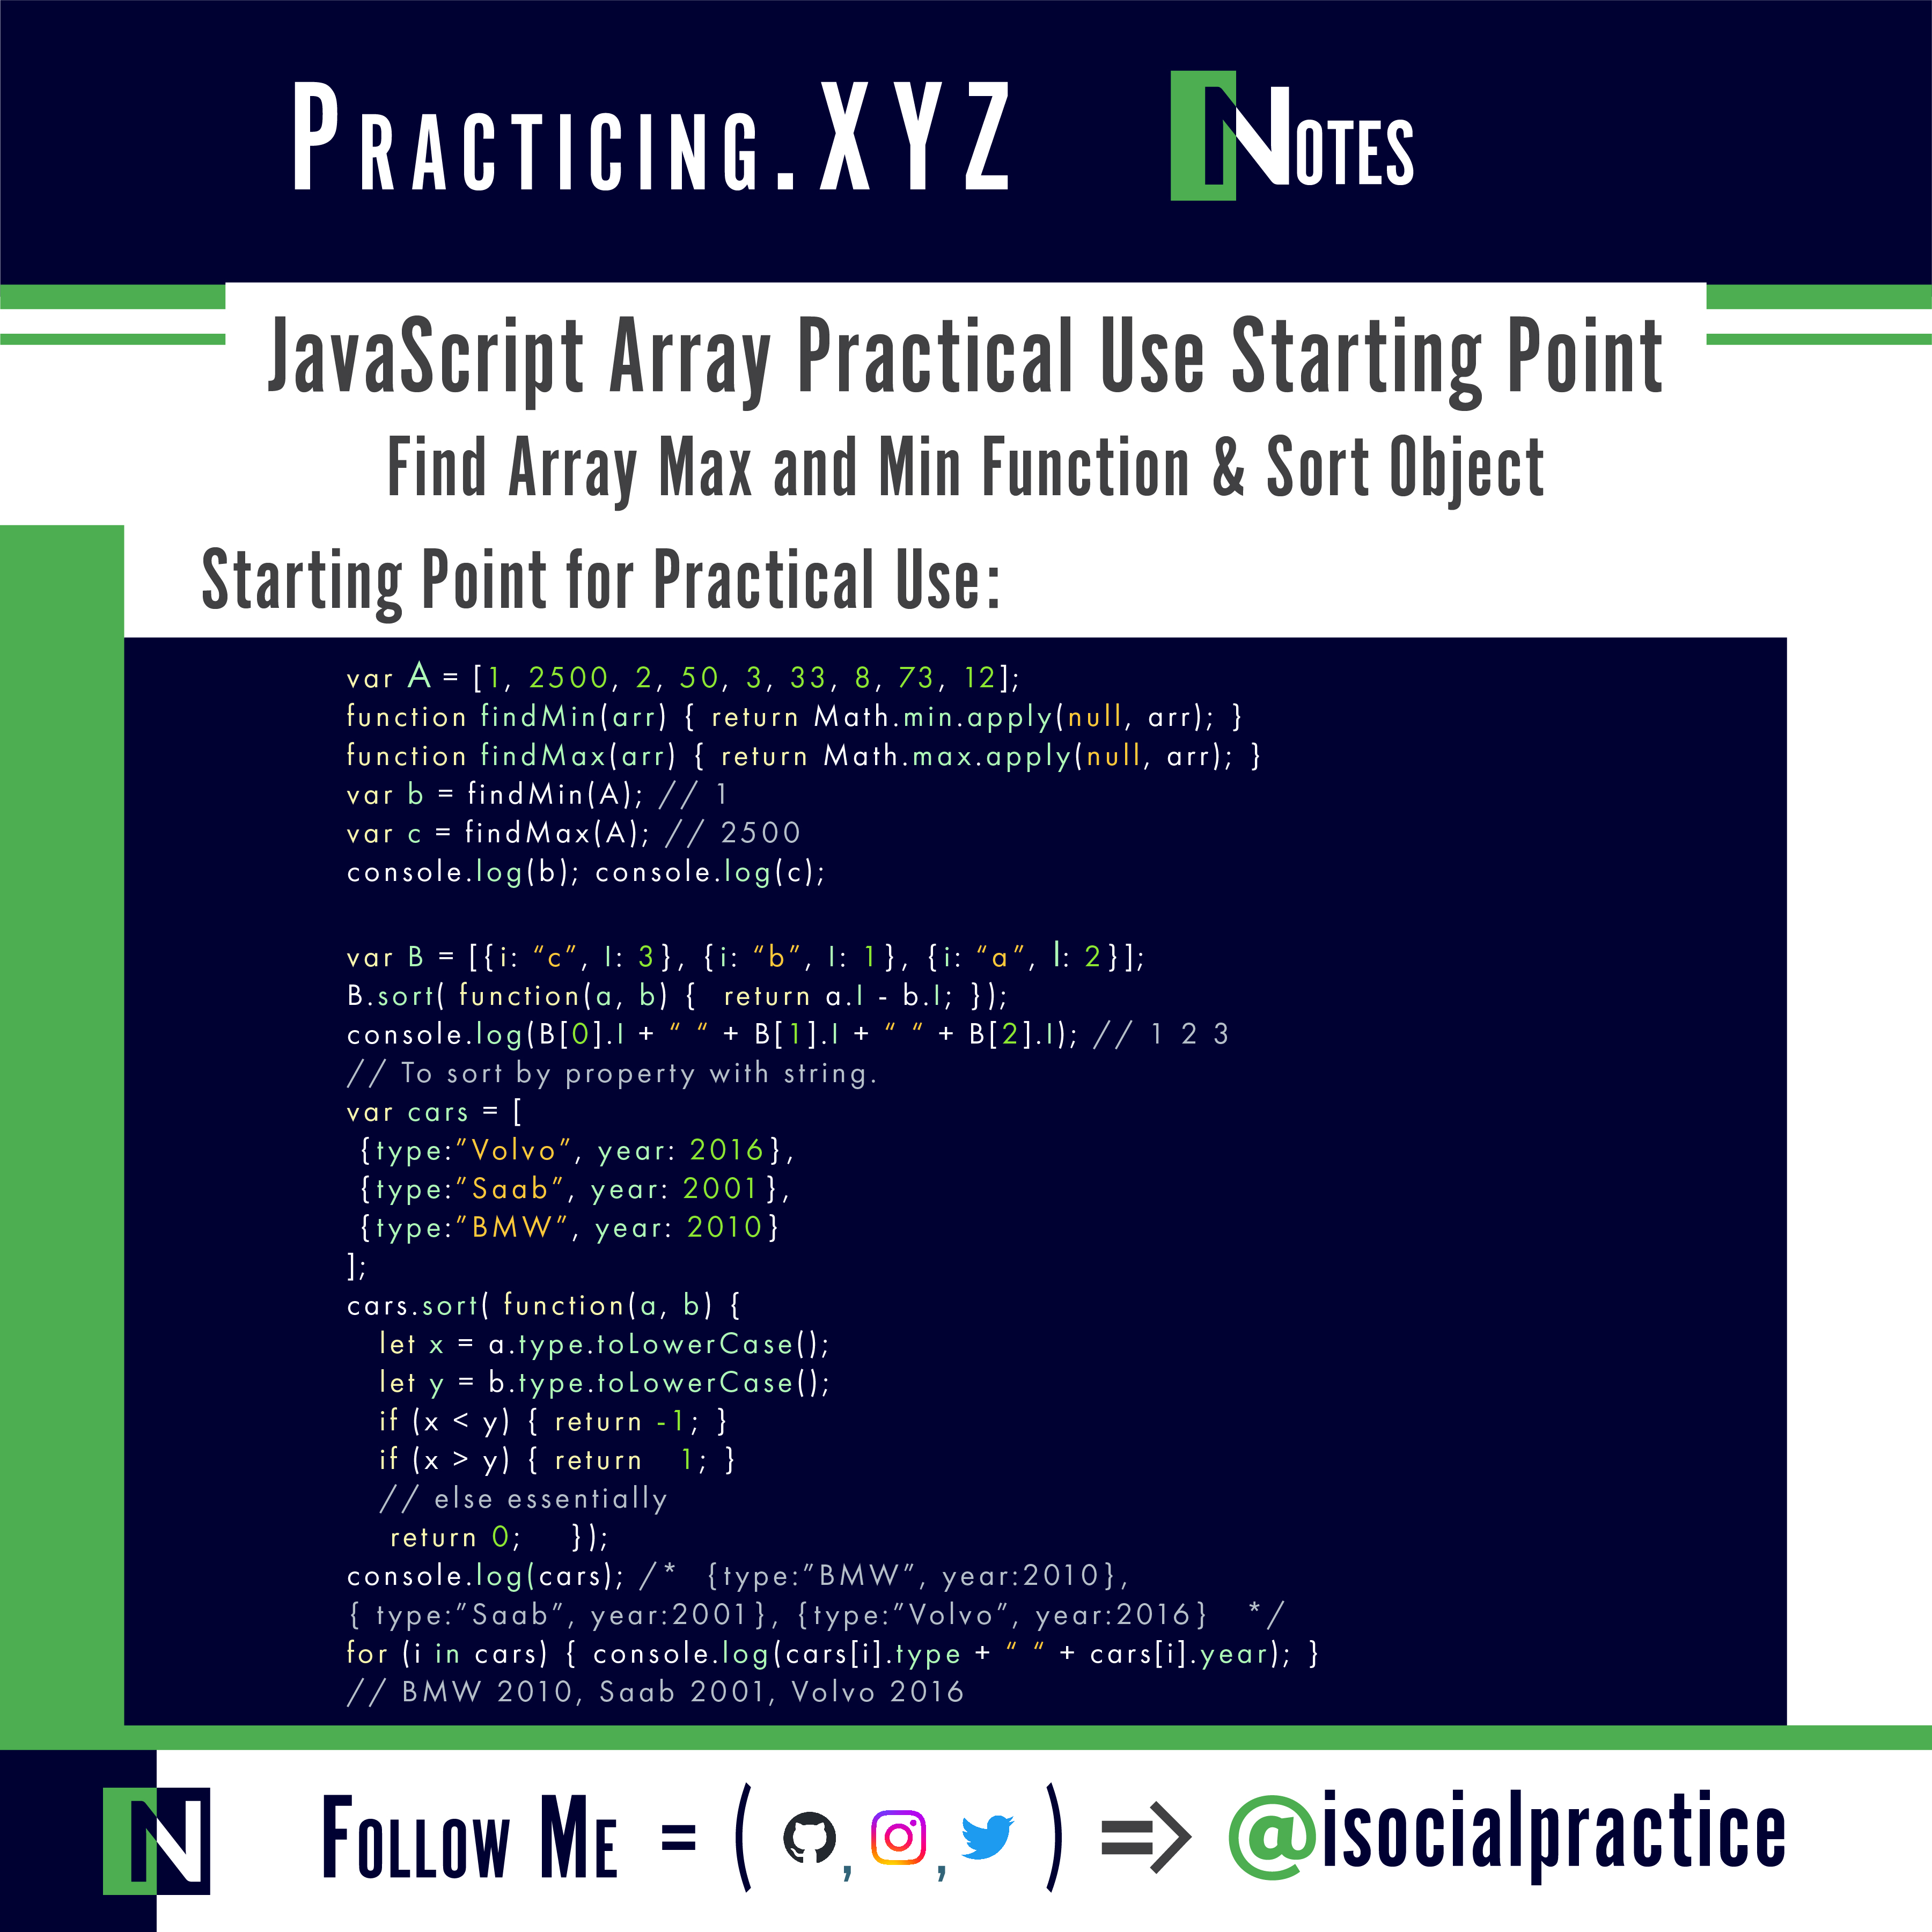 Practicing.XYZ Notes
JavaScript Array Practical Use Starting Point
Find Array Max and Min Function & Sort Object
Starting Point for Practical Use:
var A = [1, 2500, 2, 50, 3, 33, 8, 73, 12];
function findMin(arr) { return Math.min.apply(null, arr); }
function findMax(arr) { return Math.max.apply(null, arr); }
var b = findMin(A); // 1
var c = findMax(A); // 2500
console.log(b); console.log(c);
var B = [{i: “c”, I: 3}, {i: “b”, I: 1}, {i: “a”, I: 2}];
B.sort( function(a, b) {  return a.I - b.I; });
console.log(B[0].I + “ “ + B[1].I + “ “ + B[2].I); // 1 2 3
// To sort by property with string.
var cars = [
{type:”Volvo”, year: 2016},
{type:”Saab”, year: 2001},
{type:”BMW”, year: 2010}
];
cars.sort( function(a, b) {
let x = a.type.toLowerCase();
let y = b.type.toLowerCase();
if (x < y) { return -1; }
if (x > y) { return  1; }
// else essentially
return 0;   });
console.log(cars); /*  {type:”BMW”, year:2010},
{ type:”Saab”, year:2001}, {type:”Volvo”, year:2016}  */
for (i in cars) { console.log(cars[i].type + “ “ + cars[i].year); }
// BMW 2010, Saab 2001, Volvo 2016
N Follow Me = ( , , ) => @isocialpractice